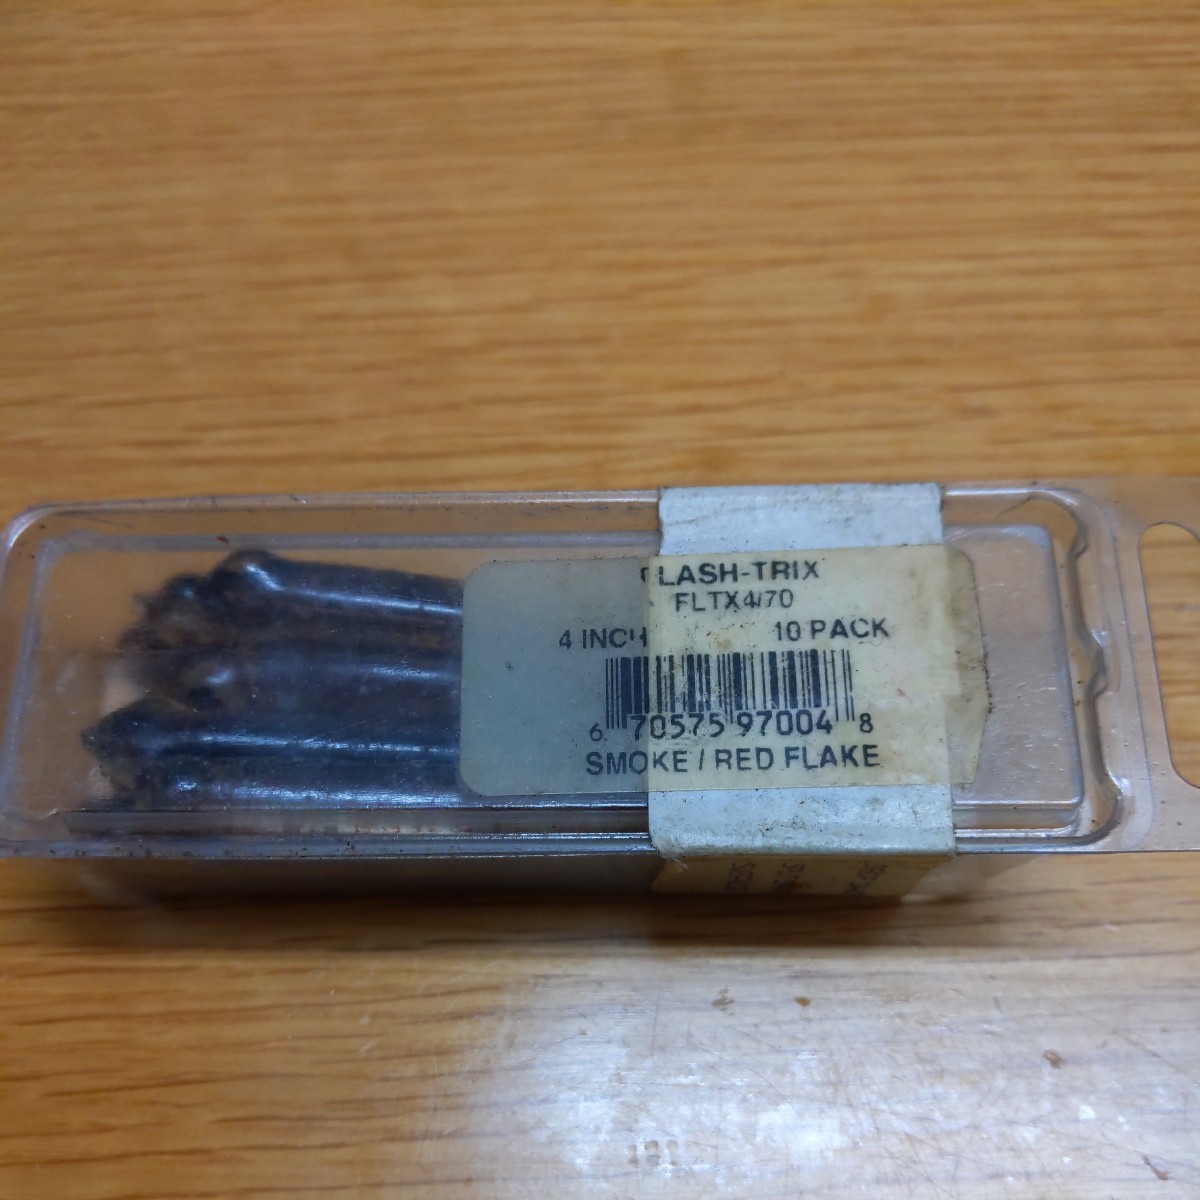 FLASH-TRIX
FLTX4/70
4 INCH 10 PACK
6 70575 97004 8
SMOKE / RED FLAKE